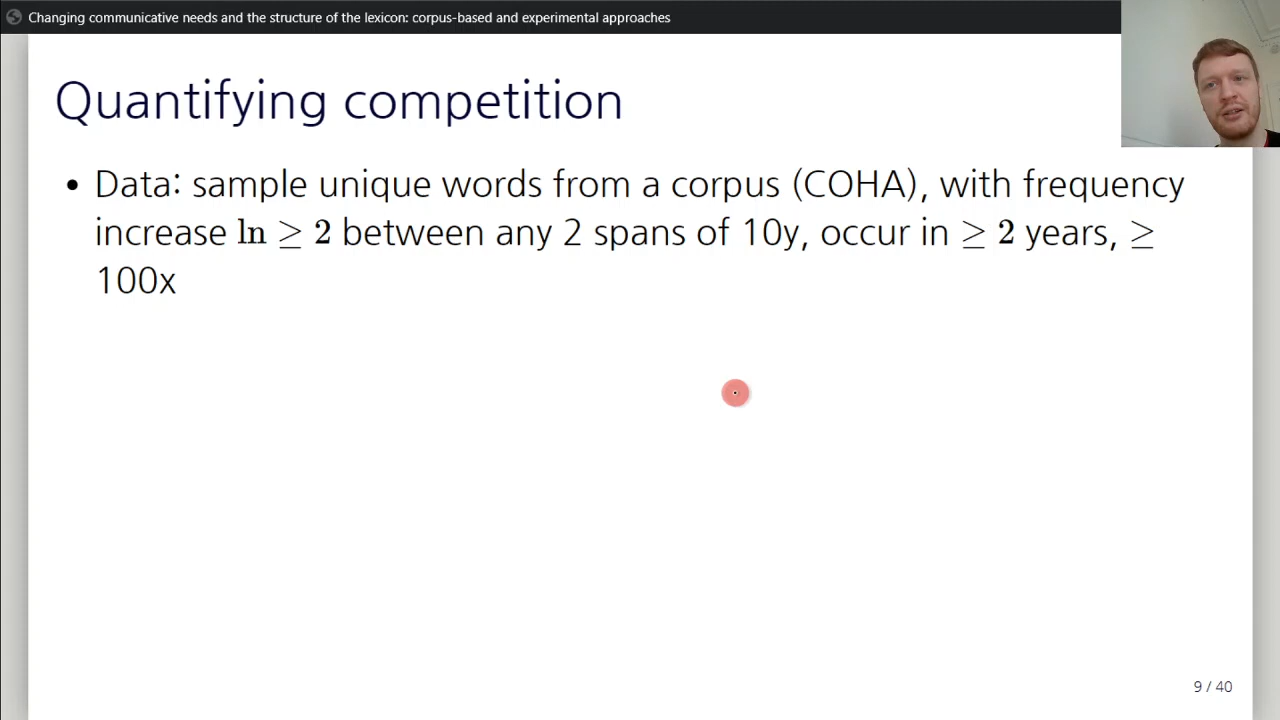 Changing communicative needs and the structure of the lexicon: corpus-based and experimental approaches
Quantifying competition
• Data: sample unique words from a corpus (COHA), with frequency
increase ln ≥ 2 between any 2 spans of 10y, occur in ≥ 2 years, ≥
100x
9 / 40